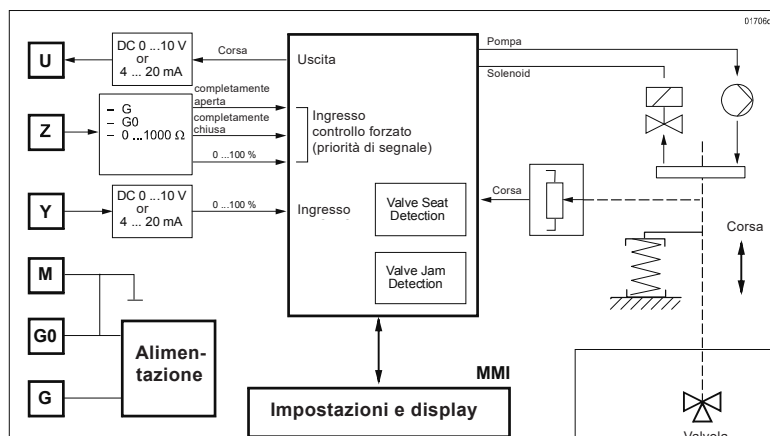 01706d
U
DC 0 ...10 V
or
4 ... 20 mA
Corsa
Uscita
Pompa
Solenoid
Z
– G
– G0
– 0 ...1000 Ω
completamente
aperta
completamente
chiusa
0 ...100 %
Ingresso
controllo forzato
(priorità di segnale)
Y
DC 0 ...10 V
or
4 ... 20 mA
0 ...100 %
Ingresso
Valve Seat
Detection
Valve Jam
Detection
Corsa
Corsa
M
G0
G
Alimen-
tazione
MMI
Impostazioni e display
Valvola